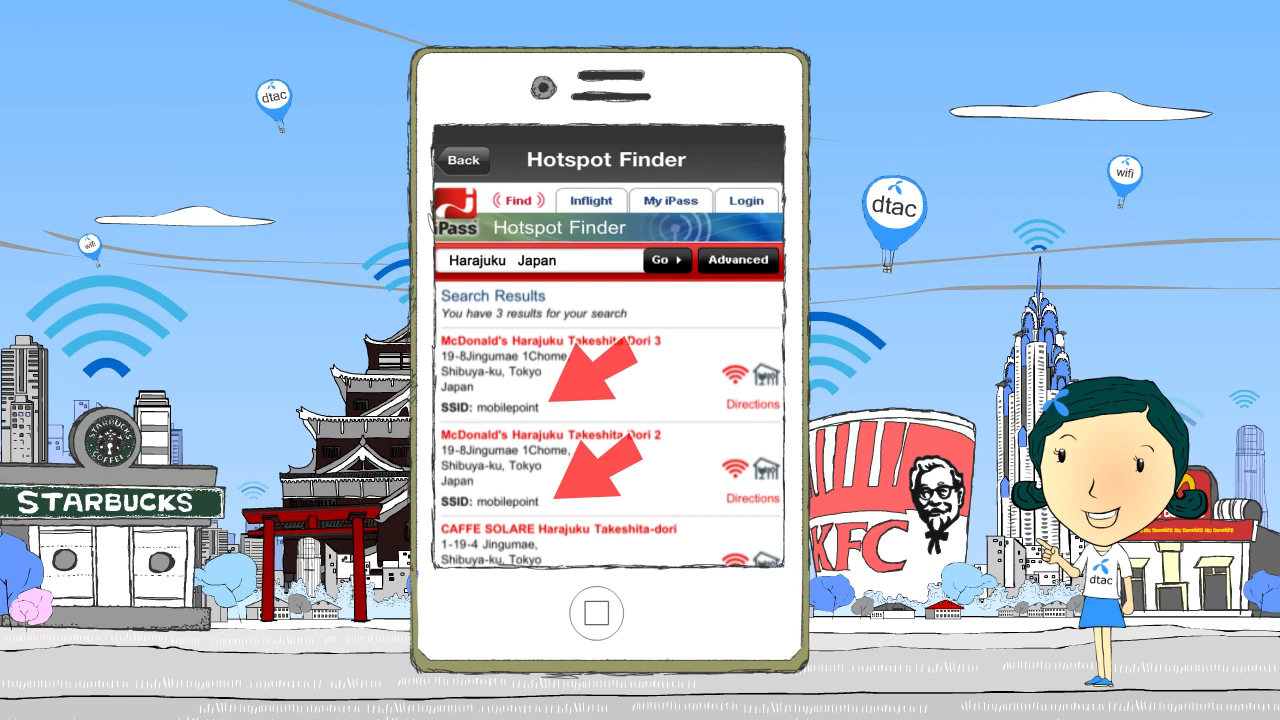 dtac
wifi
dtac
wifi
Back
Hotspot Finder
Find
Inflight
My iPass
Login
iPass
Hotspot Finder
Harajuku Japan
Go
Advanced
Search Results
You have 3 results for your search
McDonald's Harajuku Takeshita Dori 3
19-8Jingumae 1Chome
Shibuya-ku, Tokyo
Japan
SSID: mobilepoint
Directions
McDonald's Harajuku Takeshita Dori 2
19-8Jingumae 1Chome,
Shibuya-ku, Tokyo
Japan
SSID: mobilepoint
Directions
CAFFE SOLARE Harajuku Takeshita-dori
1-19-4 Jingumae,
Shibuya-ku, Tokyo
STARBUCKS
COFFEE
STARBUCKS
KFC
dtac